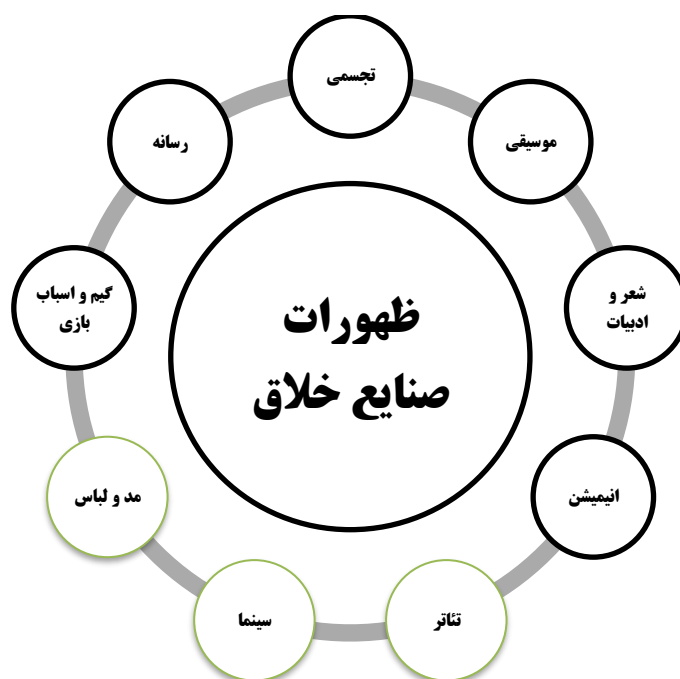 ظهورات
صنایع خلاق
تجسمی
موسیقی
شعر و
ادبیات
انیمیشن
تئاتر
سینما
مد و لباس
گیم و اسباب
بازی
رسانه